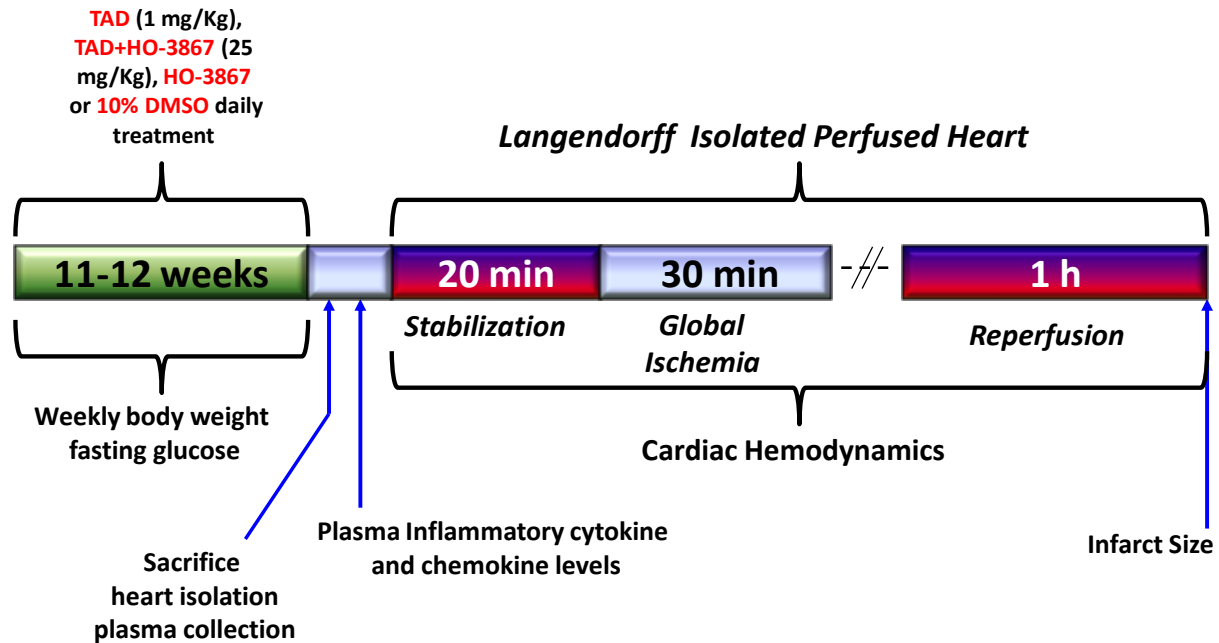 TAD (1 mg/Kg),
TAD+HO-3867 (25
mg/Kg), HO-3867
or 10% DMSO daily
treatment
Langendorff Isolated Perfused Heart
11-12 weeks
20 min
30 min
1 h
Stabilization
Global
Ischemia
Reperfusion
Weekly body weight
fasting glucose
Cardiac Hemodynamics
Sacrifice
heart isolation
plasma collection
Plasma Inflammatory cytokine
and chemokine levels
Infarct Size